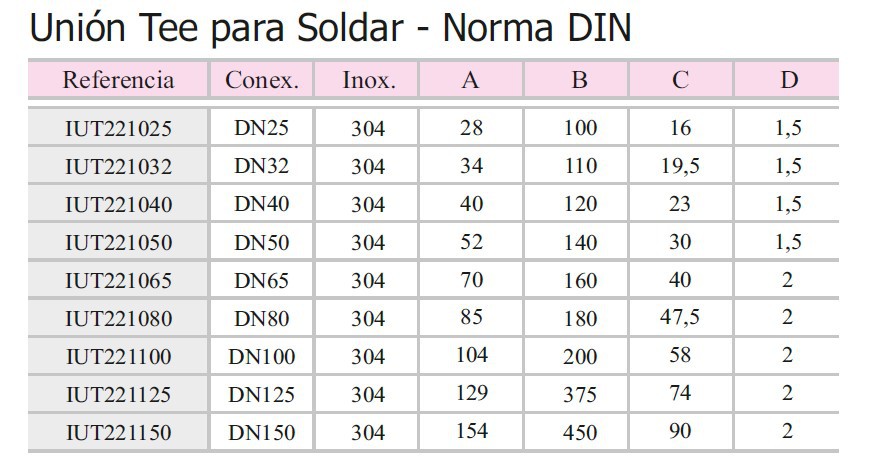 Unión Tee para Soldar - Norma DIN
Referencia Conex. Inox. A B C D
IUT221025 DN25 304 28 100 16 1,5
IUT221032 DN32 304 34 110 19,5 1,5
IUT221040 DN40 304 40 120 23 1,5
IUT221050 DN50 304 52 140 30 1,5
IUT221065 DN65 304 70 160 40 2
IUT221080 DN80 304 85 180 47,5 2
IUT221100 DN100 304 104 200 58 2
IUT221125 DN125 304 129 375 74 2
IUT221150 DN150 304 154 450 90 2